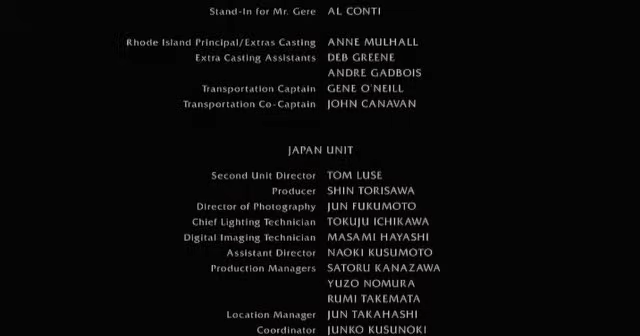 Stand-In for Mr. Gere AL CONTI
Rhode Island Principal/Extras Casting ANNE MULHALL
Extra Casting Assistants DEB GREENE
ANDRE GADBOIS
Transportation Captain GENE O'NEILL
Transportation Co-Captain JOHN CANAVAN
JAPAN UNIT
Second Unit Director TOM LUSE
Producer SHIN TORISAWA
Director of Photography JUN FUKUMOTO
Chief Lighting Technician TOKUJU ICHIKAWA
Digital Imaging Technician MASAMI HAYASHI
Assistant Director NAOKI KUSUMOTO
Production Managers SATORU KANAZAWA
YUZO NOMURA
RUMI TAKEMATA
Location Manager JUN TAKAHASHI
Coordinator JUNKO KUSUNOKI